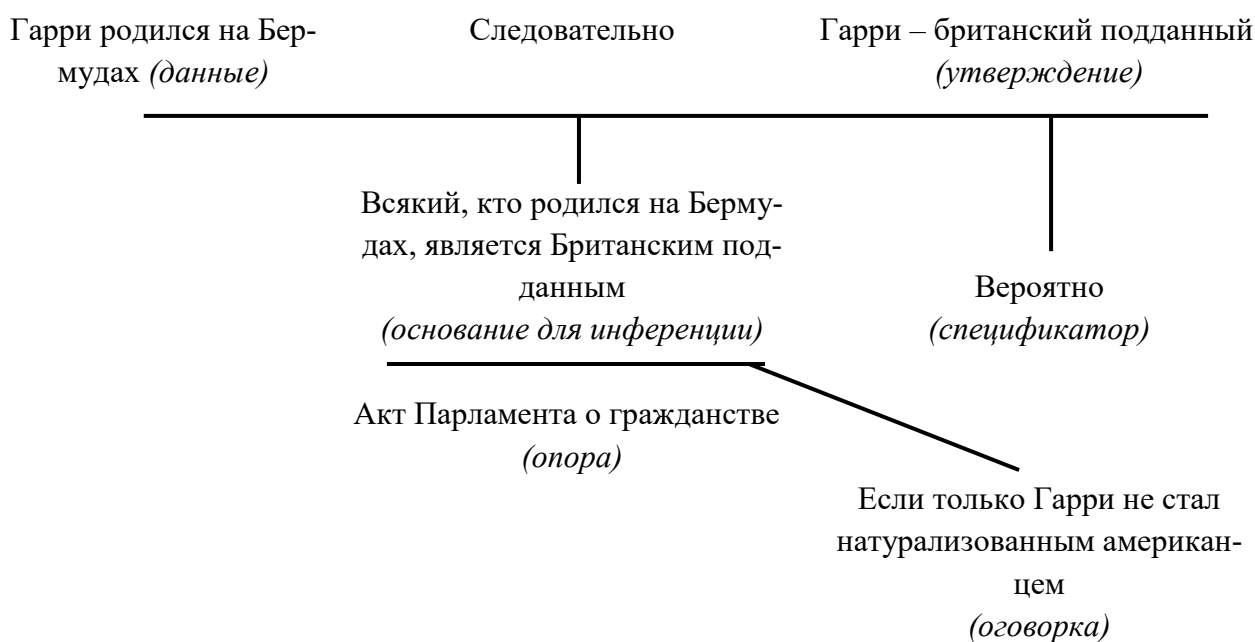 Гарри родился на Бер-
мудах (данные)
Следовательно
Гарри – британский подданный
(утверждение)
Всякий, кто родился на Берму-
дах, является Британским под-
данным
(основание для инференции)
Вероятно
(спецификатор)
Акт Парламента о гражданстве
(опора)
Если только Гарри не стал
натурализованным американ-
цем
(оговорка)